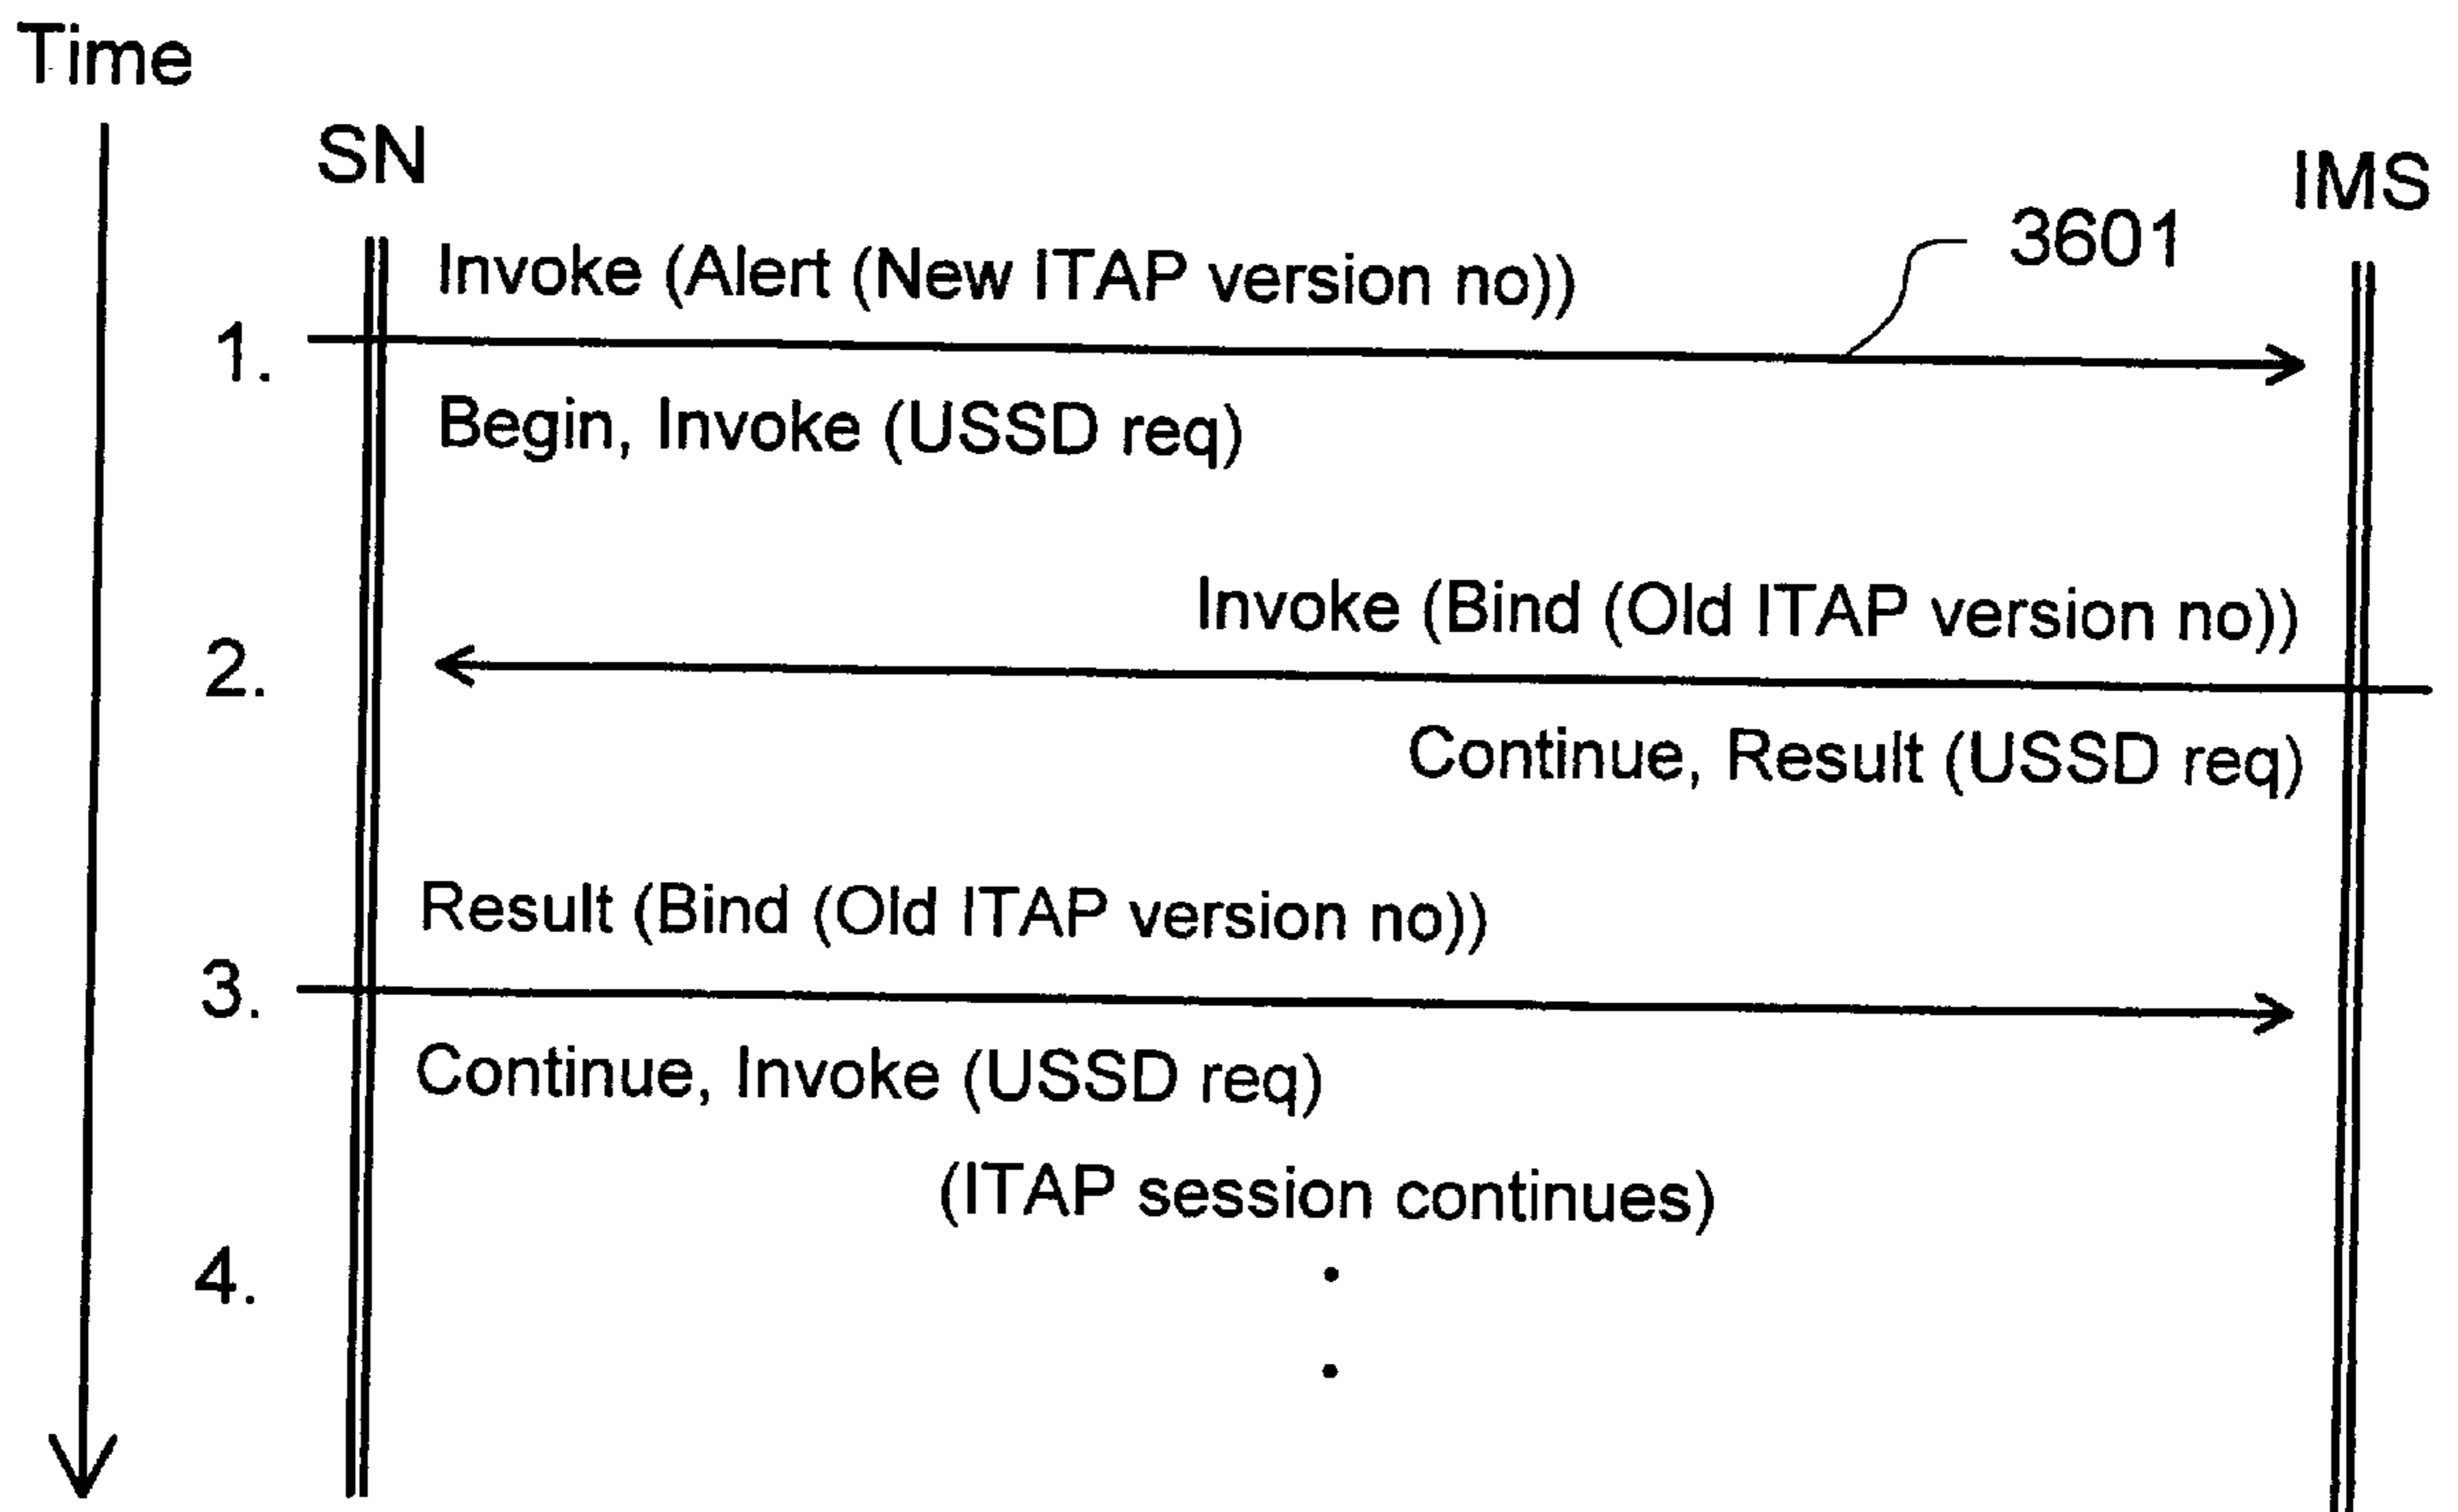 Time
SN
IMS
3601
Invoke (Alert (New ITAP version no))
1.
Begin, Invoke (USSD req)
Invoke (Bind (Old ITAP version no))
2.
Continue, Result (USSD req)
Result (Bind (Old ITAP version no))
3.
Continue, Invoke (USSD req)
(ITAP session continues)
4.